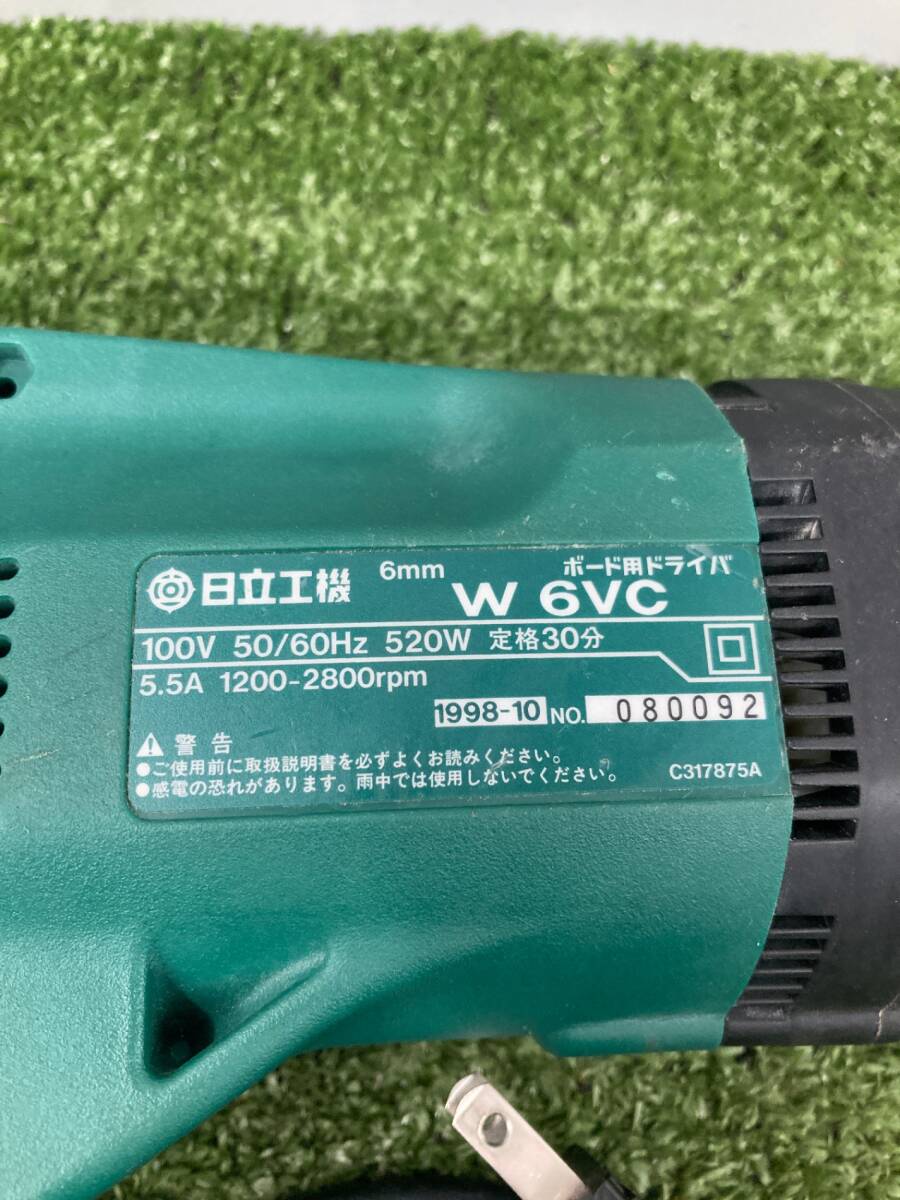 日立工機 6mm ボード用ドライバ
W 6VC
100V 50/60Hz 520W 定格30分
5.5A 1200-2800rpm
1998-10 NO. 080092
警告
●ご使用前に取扱説明書を必ずよくお読みください。
●感電の恐れがあります。雨中では使用しないでください。 C317875A